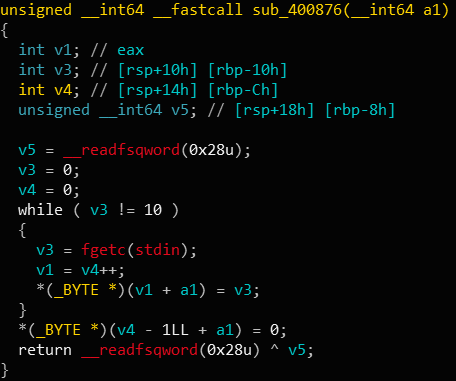 unsigned __int64 __fastcall sub_400876(__int64 a1)
{
  int v1; // eax
  int v3; // [rsp+10h] [rbp-10h]
  int v4; // [rsp+14h] [rbp-Ch]
  unsigned __int64 v5; // [rsp+18h] [rbp-8h]

  v5 = __readfsqword(0x28u);
  v3 = 0;
  v4 = 0;
  while ( v3 != 10 )
  {
    v3 = fgetc(stdin);
    v1 = v4++;
    *(_BYTE *)(v1 + a1) = v3;
  }
  *(_BYTE *)(v4 - 1LL + a1) = 0;
  return __readfsqword(0x28u) ^ v5;
}